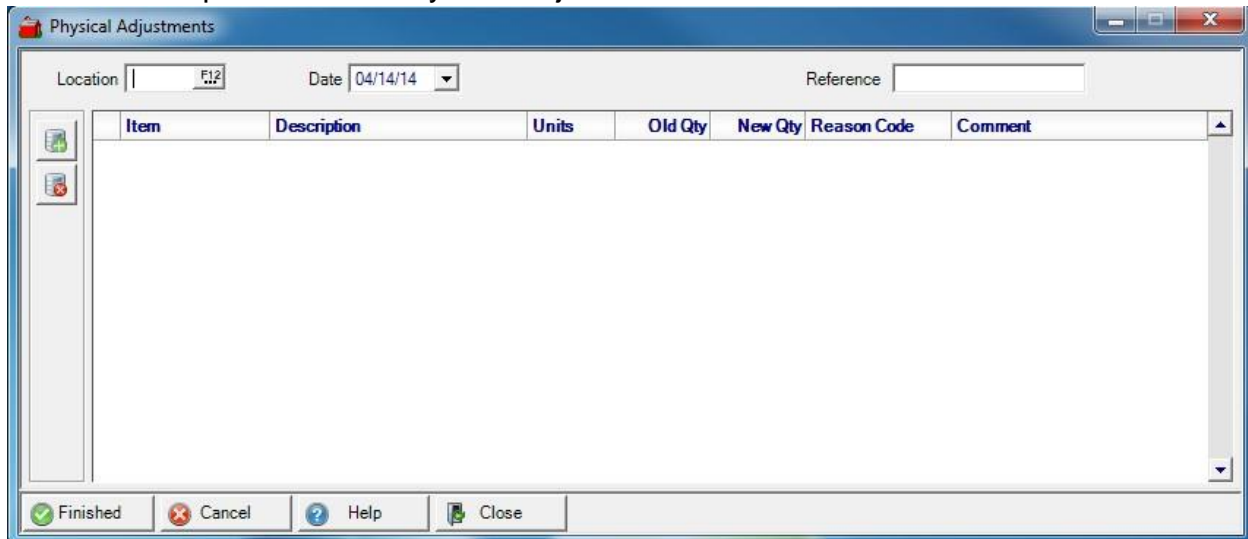 Physical Adjustments
Location F12 Date 04/14/14 Reference
Item Description Units Old Qty New Qty Reason Code Comment
Finished Cancel Help Close